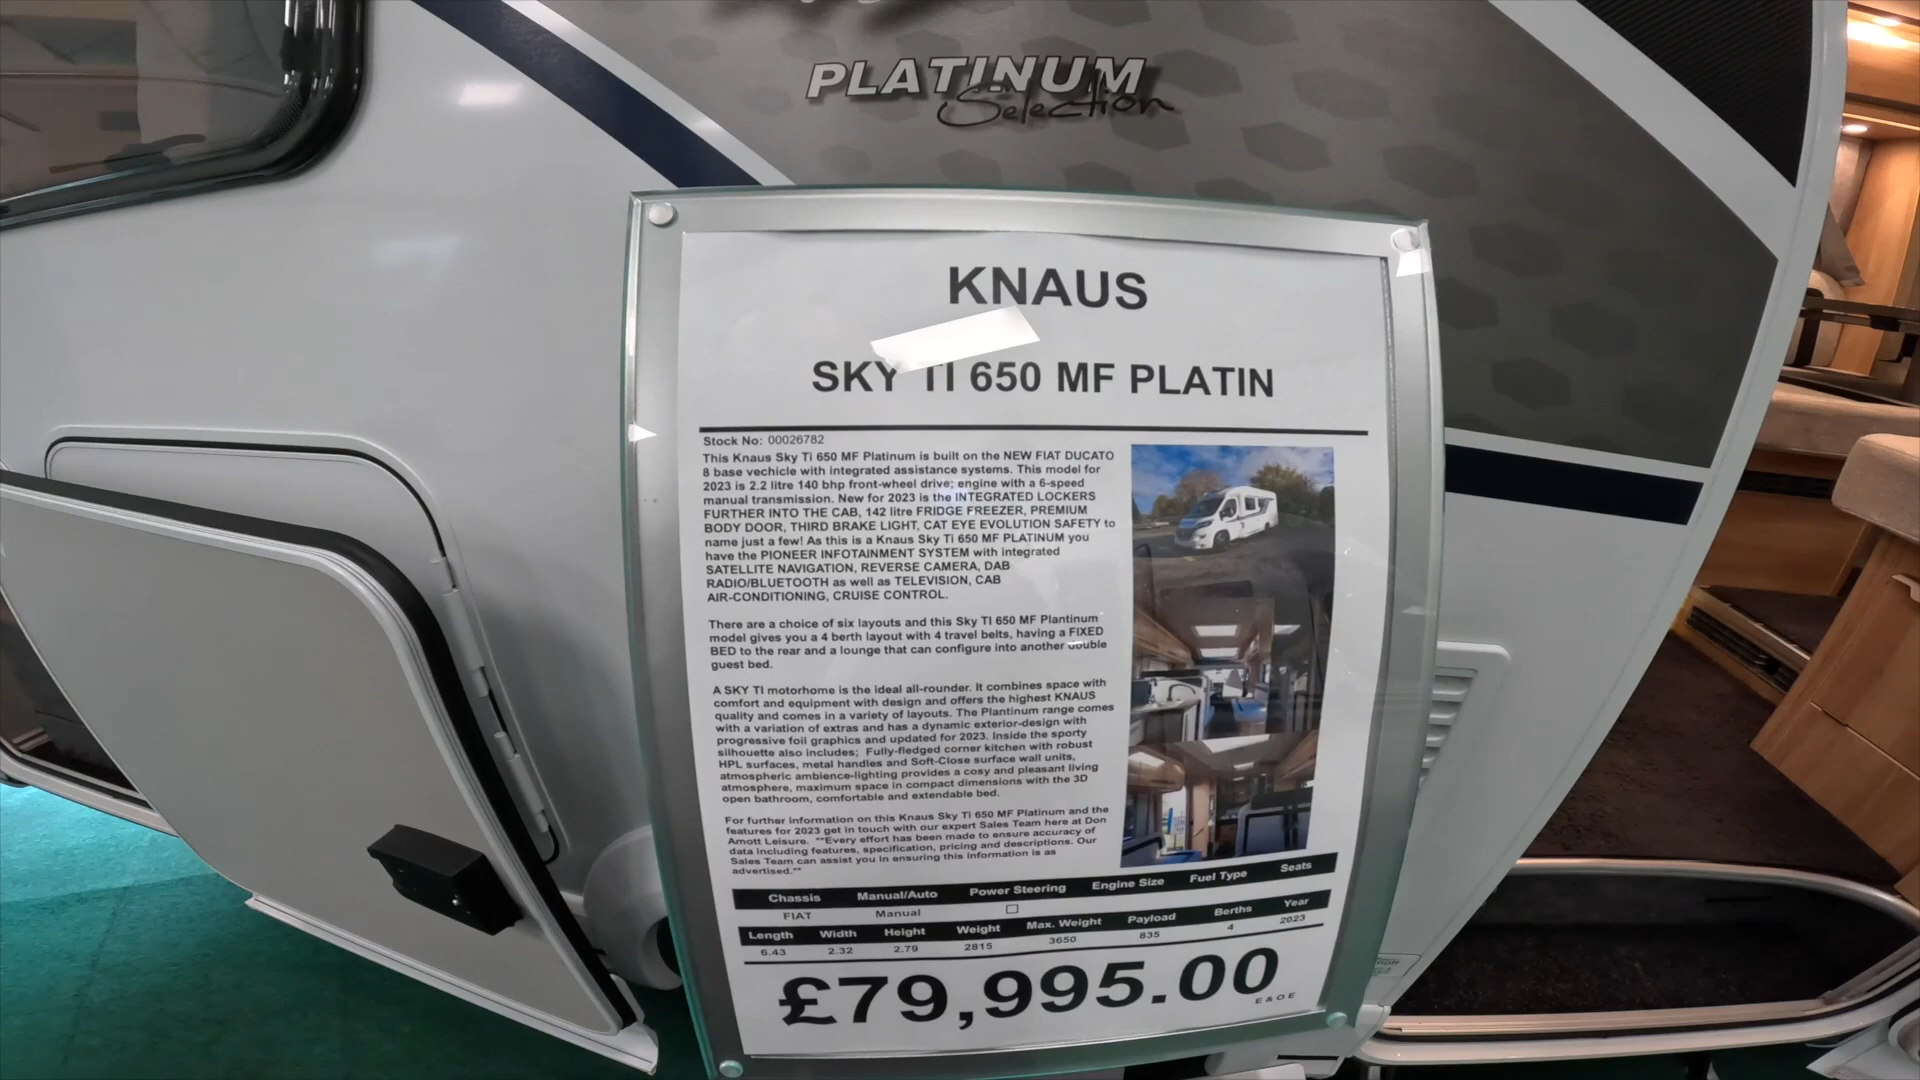 PLATINUM
Selection
KNAUS
SKY TI 650 MF PLATIN
Stock No: 00026782
This Knaus Sky Ti 650 MF Platinum is built on the NEW FIAT DUCATO
8 base vechicle with integrated assistance systems. This model for
2023 is 2.2 litre 140 bhp front-wheel drive; engine with a 6-speed
manual transmission. New for 2023 is the INTEGRATED LOCKERS
FURTHER INTO THE CAB, 142 litre FRIDGE FREEZER, PREMIUM
BODY DOOR, THIRD BRAKE LIGHT, CAT EYE EVOLUTION SAFETY to
name just a few! As this is a Knaus Sky Ti 650 MF PLATINUM you
have the PIONEER INFOTAINMENT SYSTEM with integrated
SATELLITE NAVIGATION, REVERSE CAMERA, DAB
RADIO/BLUETOOTH as well as TELEVISION, CAB
AIR-CONDITIONING, CRUISE CONTROL.
There are a choice of six layouts and this Sky TI 650 MF Plantinum
model gives you a 4 berth layout with 4 travel belts, having a FIXED
BED to the rear and a lounge that can configure into another double
guest bed.
A SKY TI motorhome is the ideal all-rounder. It combines space with
comfort and equipment with design and offers the highest KNAUS
quality and comes in a variety of layouts. The Plantinum range comes
with a variation of extras and has a dynamic exterior-design with
progressive foil graphics and updated for 2023. Inside the sporty
silhouette also includes; Fully-fledged corner kitchen with robust
HPL surfaces, metal handles and Soft-Close surface wall units,
atmospheric ambience-lighting provides a cosy and pleasant living
atmosphere, maximum space in compact dimensions with the 3D
open bathroom, comfortable and extendable bed.
For further information on this Knaus Sky Ti 650 MF Platinum and the
features for 2023 get in touch with our expert Sales Team here at Don
Amott Leisure. **Every effort has been made to ensure accuracy of
data including features, specification, pricing and descriptions. Our
Sales Team can assist you in ensuring this information is as
advertised.**
Chassis Manual/Auto Power Steering Engine Size Fuel Type Seats
FIAT Manual
Length Width Height Weight Max. Weight Payload Berths Year
6.43 2.32 2.79 2815 3650 835 4 2023
£79,995.00
E & O E